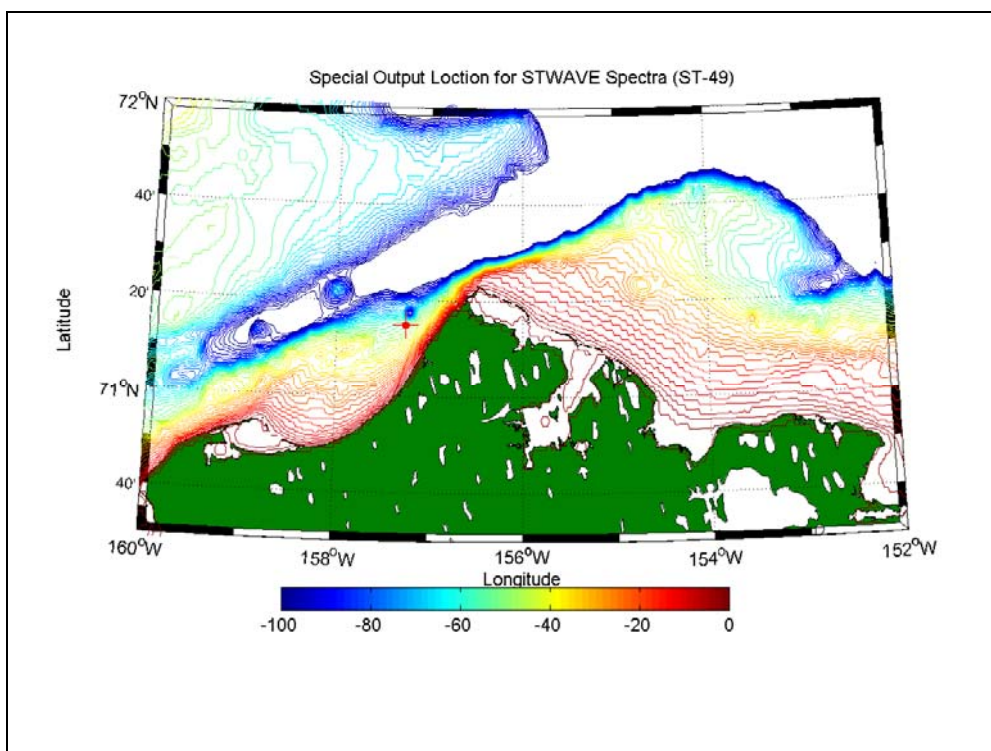 Special Output Loction for STWAVE Spectra (ST-49)
72°N
40'
20'
71°N
40'
Latitude
160°W 158°W 156°W 154°W 152°W
Longitude
-100 -80 -60 -40 -20 0